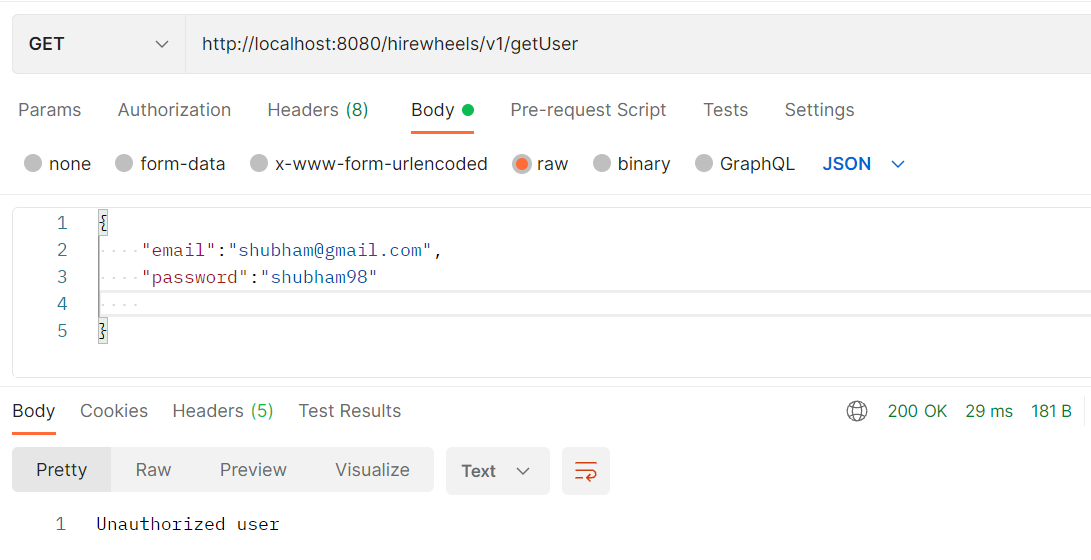 GET http://localhost:8080/hirewheels/v1/getUser
Params Authorization Headers (8) Body Pre-request Script Tests Settings
none form-data x-www-form-urlencoded raw binary GraphQL JSON
1 {
2 "email":"shubham@gmail.com",
3 "password":"shubham98"
4
5 }
Body Cookies Headers (5) Test Results 200 OK 29 ms 181 B
Pretty Raw Preview Visualize Text
1 Unauthorized user